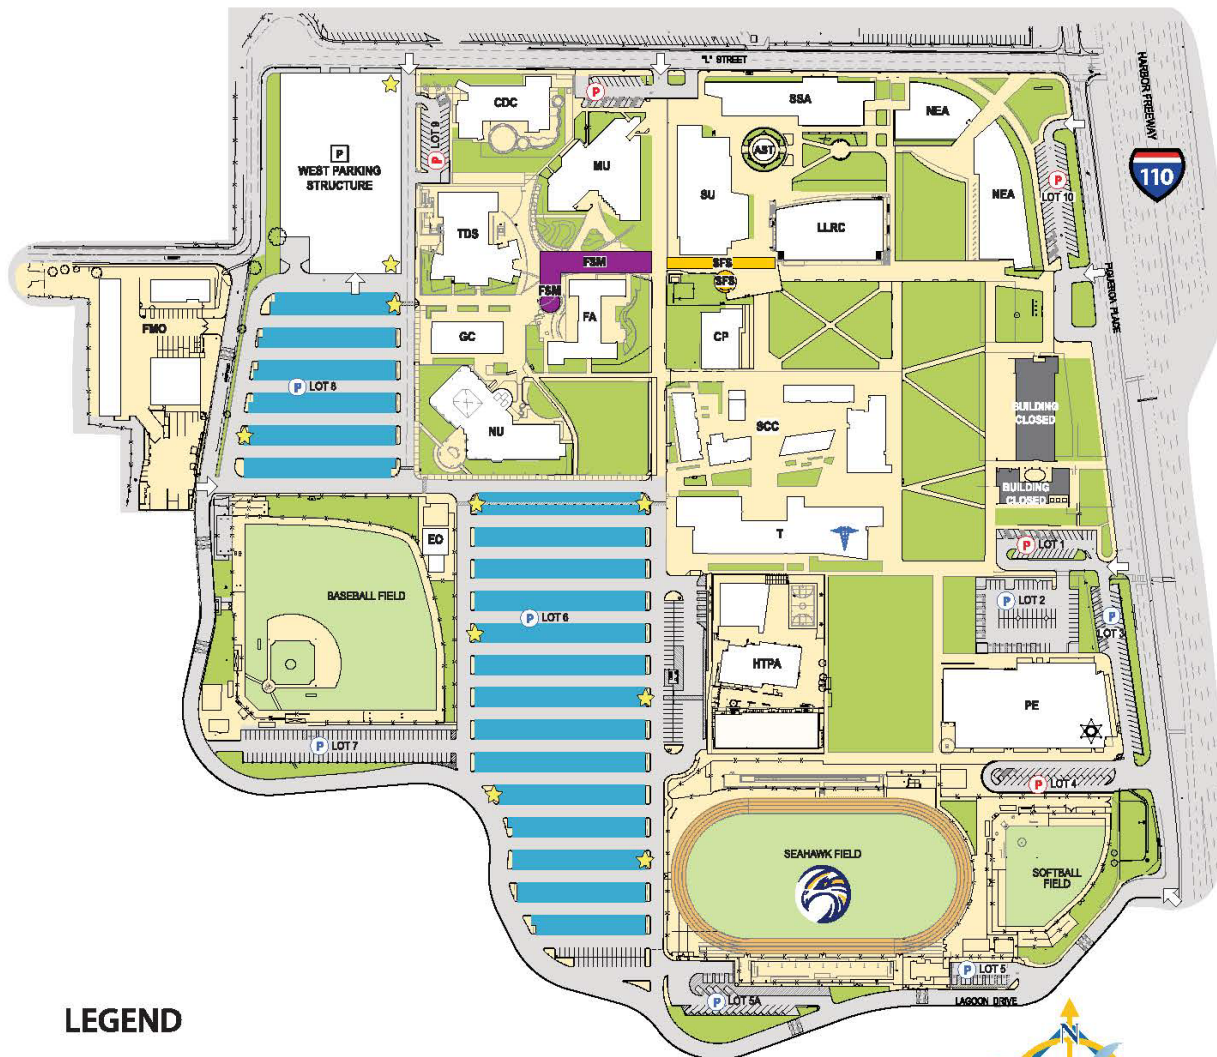 "L" STREET
HARBOR FREEWAY
110
CDC
P
SSA
NEA
LOT 9
P
P
WEST PARKING
STRUCTURE
MU
AST
SU
NEA
P
LOT 10
TDS
LLRC
FSM
SFS
FSM
SFS
FIGUEROA PLACE
FMO
GC
FA
CP
P LOT 8
BUILDING
CLOSED
NU
SCC
BUILDING
CLOSED
EO
T
P LOT 1
BASEBALL FIELD
P LOT 6
P LOT 2
P
LOT 3
HTPA
PE
P LOT 7
P LOT 4
SEAHAWK FIELD
SOFTBALL
FIELD
P LOT 5
P LOT 5A
LAGOON DRIVE
LEGEND
N